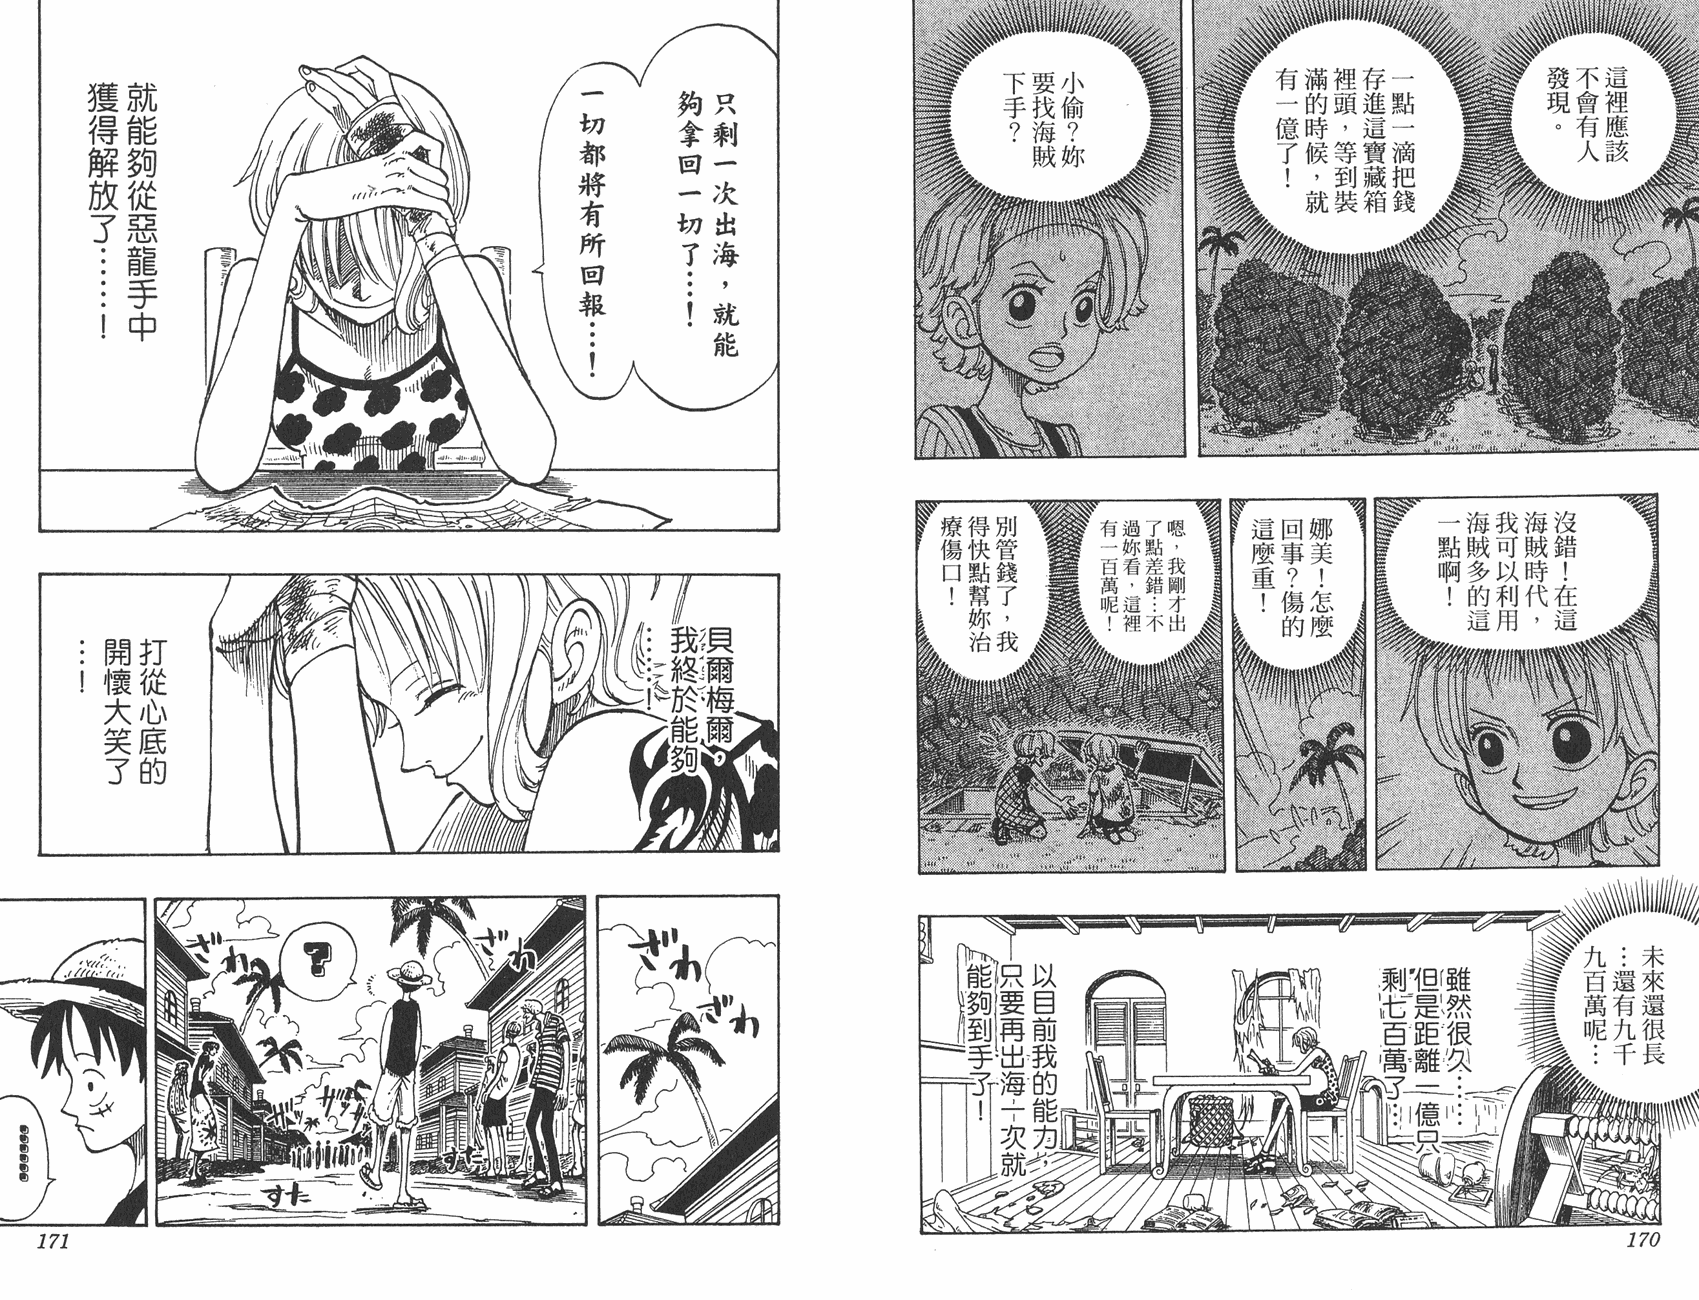 這裡應該
不會有人
發現。
一點一滴把錢
存進這寶藏箱
裡頭，等到裝
滿的時候，就
有一億了！
小偷？妳
要找海賊
下手？
沒錯！在這
海賊時代，
我可以利用
海賊多的這
一點啊！
娜美！怎麼
回事？傷的
這麼重！
嗯，我剛才出
了點差錯…不
過妳看，這裡
有一百萬呢！
別管錢了，我
得快點幫妳治
療傷口！
未來還很長
…還有九千
九百萬呢…
雖然很久……
但是距離一億只
剩七百萬了…
以目前我的能力，
只要再出海一次就
能夠到手了！
170
只剩一次出海，就能
夠拿回一切了…！
一切都將有所回報…！
就能夠從惡龍手中
獲得解放了……！
貝爾梅爾，
我終於能夠
……！
打從心底的
開懷大笑了
…！
ざわ
ざわ
ざわ
ざわ
？
ザッ
ザッ
すた
すた
………
171